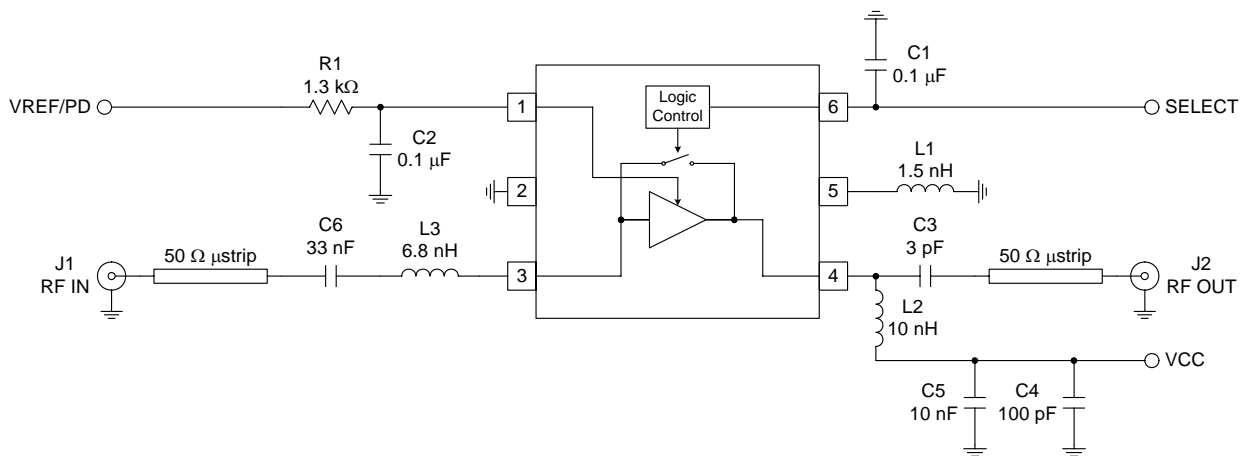 VREF/PD
R1
1.3 kΩ
C2
0.1 μF
1
2
3
Logic
Control
6
5
4
C1
0.1 μF
SELECT
L1
1.5 nH
J1
RF IN
50 Ω μstrip
C6
33 nF
L3
6.8 nH
C3
3 pF
50 Ω μstrip
J2
RF OUT
L2
10 nH
VCC
C5
10 nF
C4
100 pF